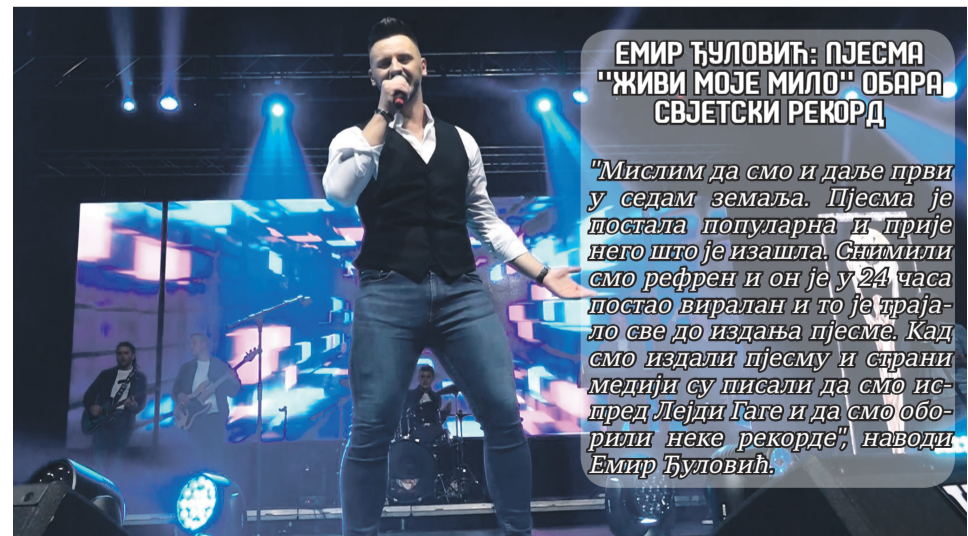 ЕМИР ЂУЛОВИЋ: ПЈЕСМА
"ЖИВИ МОЈЕ МИЛО" ОБАРА
СВЈЕТСКИ РЕКОРД
"Мислим да смо и даље први
у седам земаља. Пјесма је
постала популарна и прије
него што је изашла. Снимили
смо рефрен и он је у 24 часа
постао виралан и то је траја-
ло све до издања пјесме. Кад
смо издали пјесму и страни
медији су писали да смо ис-
пред Лејди Гаге и да смо обо-
рили неке рекорде", наводи
Емир Ђуловић.